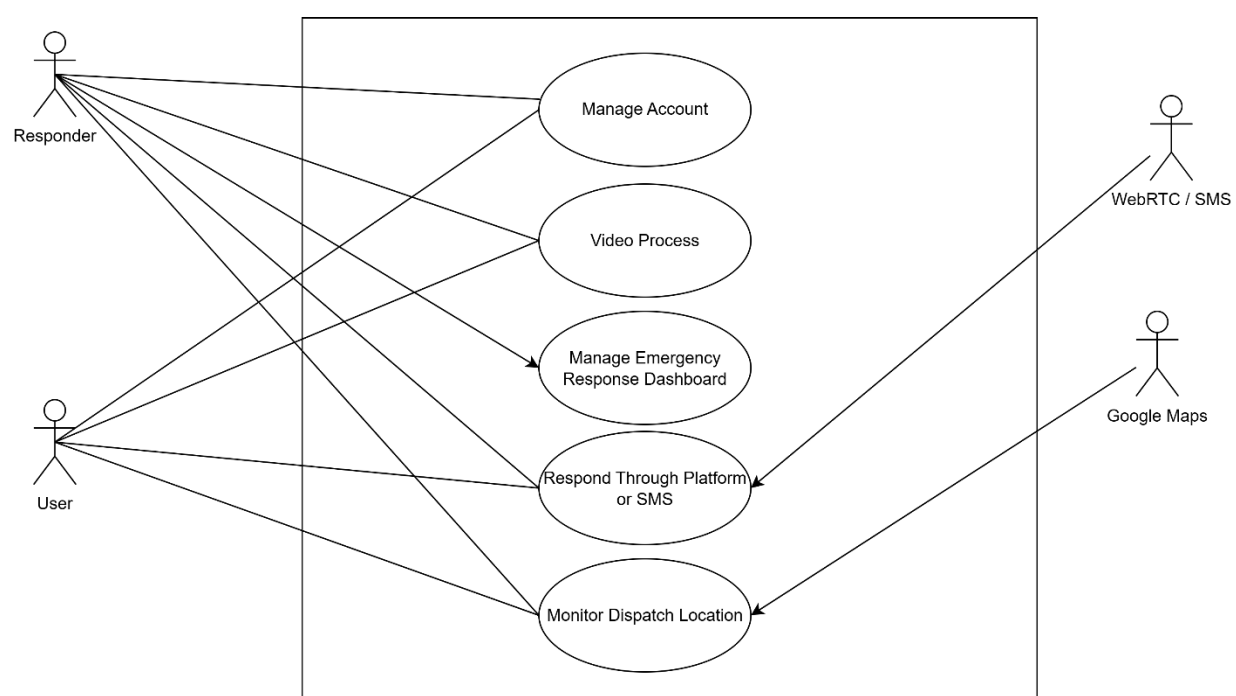 Responder
Manage Account
WebRTC / SMS
Video Process
Manage Emergency
Response Dashboard
Google Maps
User
Respond Through Platform
or SMS
Monitor Dispatch Location